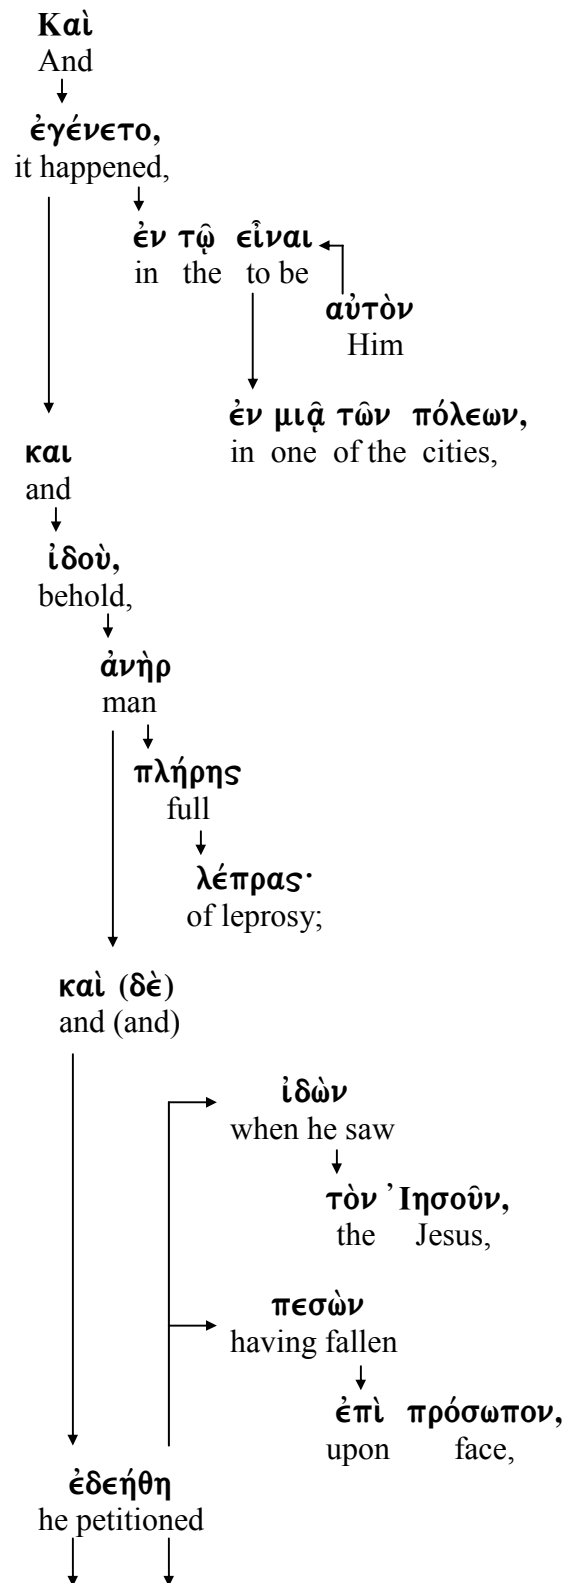 Καὶ
And
ἐγένετο,
it happened,
ἐν τῷ εἶναι
in the to be
αὐτὸν
Him
ἐν μιᾷ τῶν πόλεων,
in one of the cities,
και
and
ἰδοὺ,
behold,
ἀνὴρ
man
πλήρης
full
λέπρας·
of leprosy;
καὶ (δὲ)
and (and)
ἰδὼν
when he saw
τὸν Ἰησοῦν,
the Jesus,
πεσὼν
having fallen
ἐπὶ πρόσωπον,
upon face,
ἐδεήθη
he petitioned